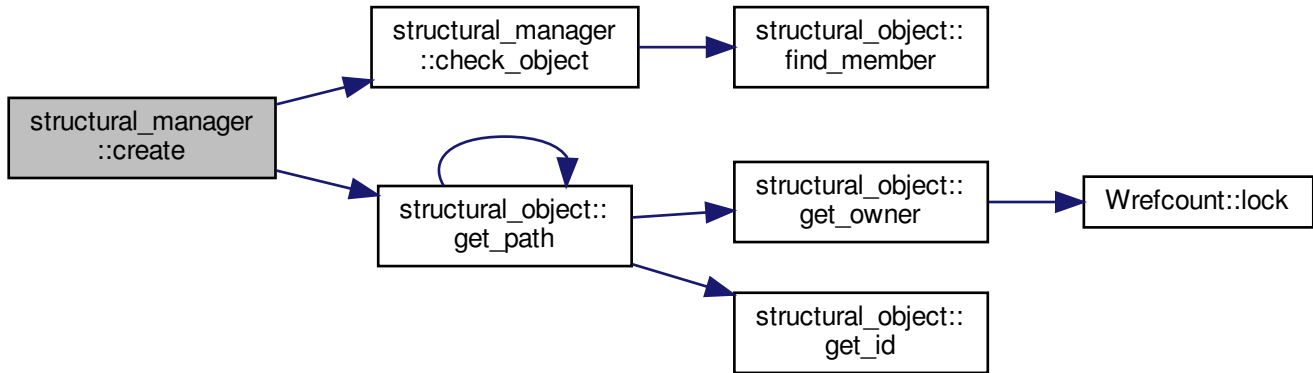 structural_manager
::create
structural_manager
::check_object
structural_object::
find_member
structural_object::
get_path
structural_object::
get_owner
Wrefcount::lock
structural_object::
get_id